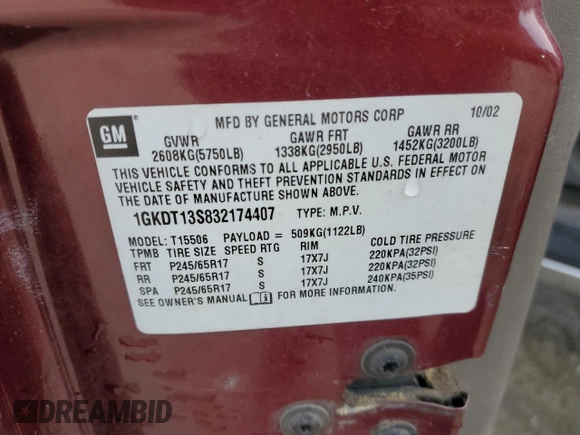 GM
®
MFD BY GENERAL MOTORS CORP 10/02
GVWR GAWR FRT GAWR RR
2608KG(5750LB) 1338KG(2950LB) 1452KG(3200LB)
THIS VEHICLE CONFORMS TO ALL APPLICABLE U.S. FEDERAL MOTOR
VEHICLE SAFETY AND THEFT PREVENTION STANDARDS IN EFFECT ON
THE DATE OF MANUFACTURE SHOWN ABOVE.
1GKDT13S832174407 TYPE: M.P.V.
MODEL: T15506 PAYLOAD = 509KG(1122LB)
TPMB TIRE SIZE SPEED RTG RIM COLD TIRE PRESSURE
FRT P245/65R17 S 17X7J 220KPA(32PSI)
RR P245/65R17 S 17X7J 220KPA(32PSI)
SPA P245/65R17 S 17X7J 240KPA(35PSI)
SEE OWNER'S MANUAL FOR MORE INFORMATION.
DREAMBID